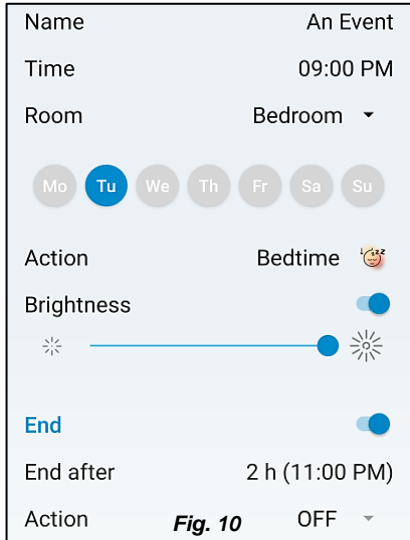 Name An Event
Time 09:00 PM
Room Bedroom
Mo Tu We Th Fr Sa Su
Action Bedtime
Brightness
End
End after 2 h (11:00 PM)
Action Fig. 10 OFF